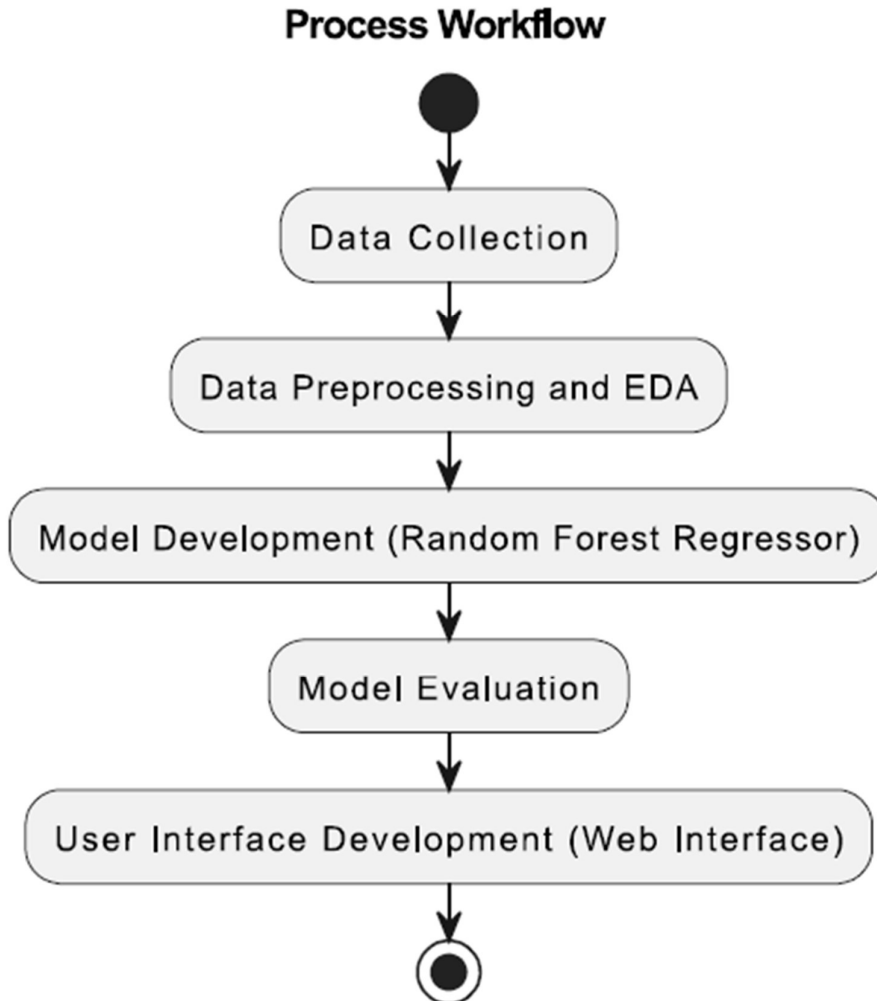 Process Workflow
Data Collection
Data Preprocessing and EDA
Model Development (Random Forest Regressor)
Model Evaluation
User Interface Development (Web Interface)